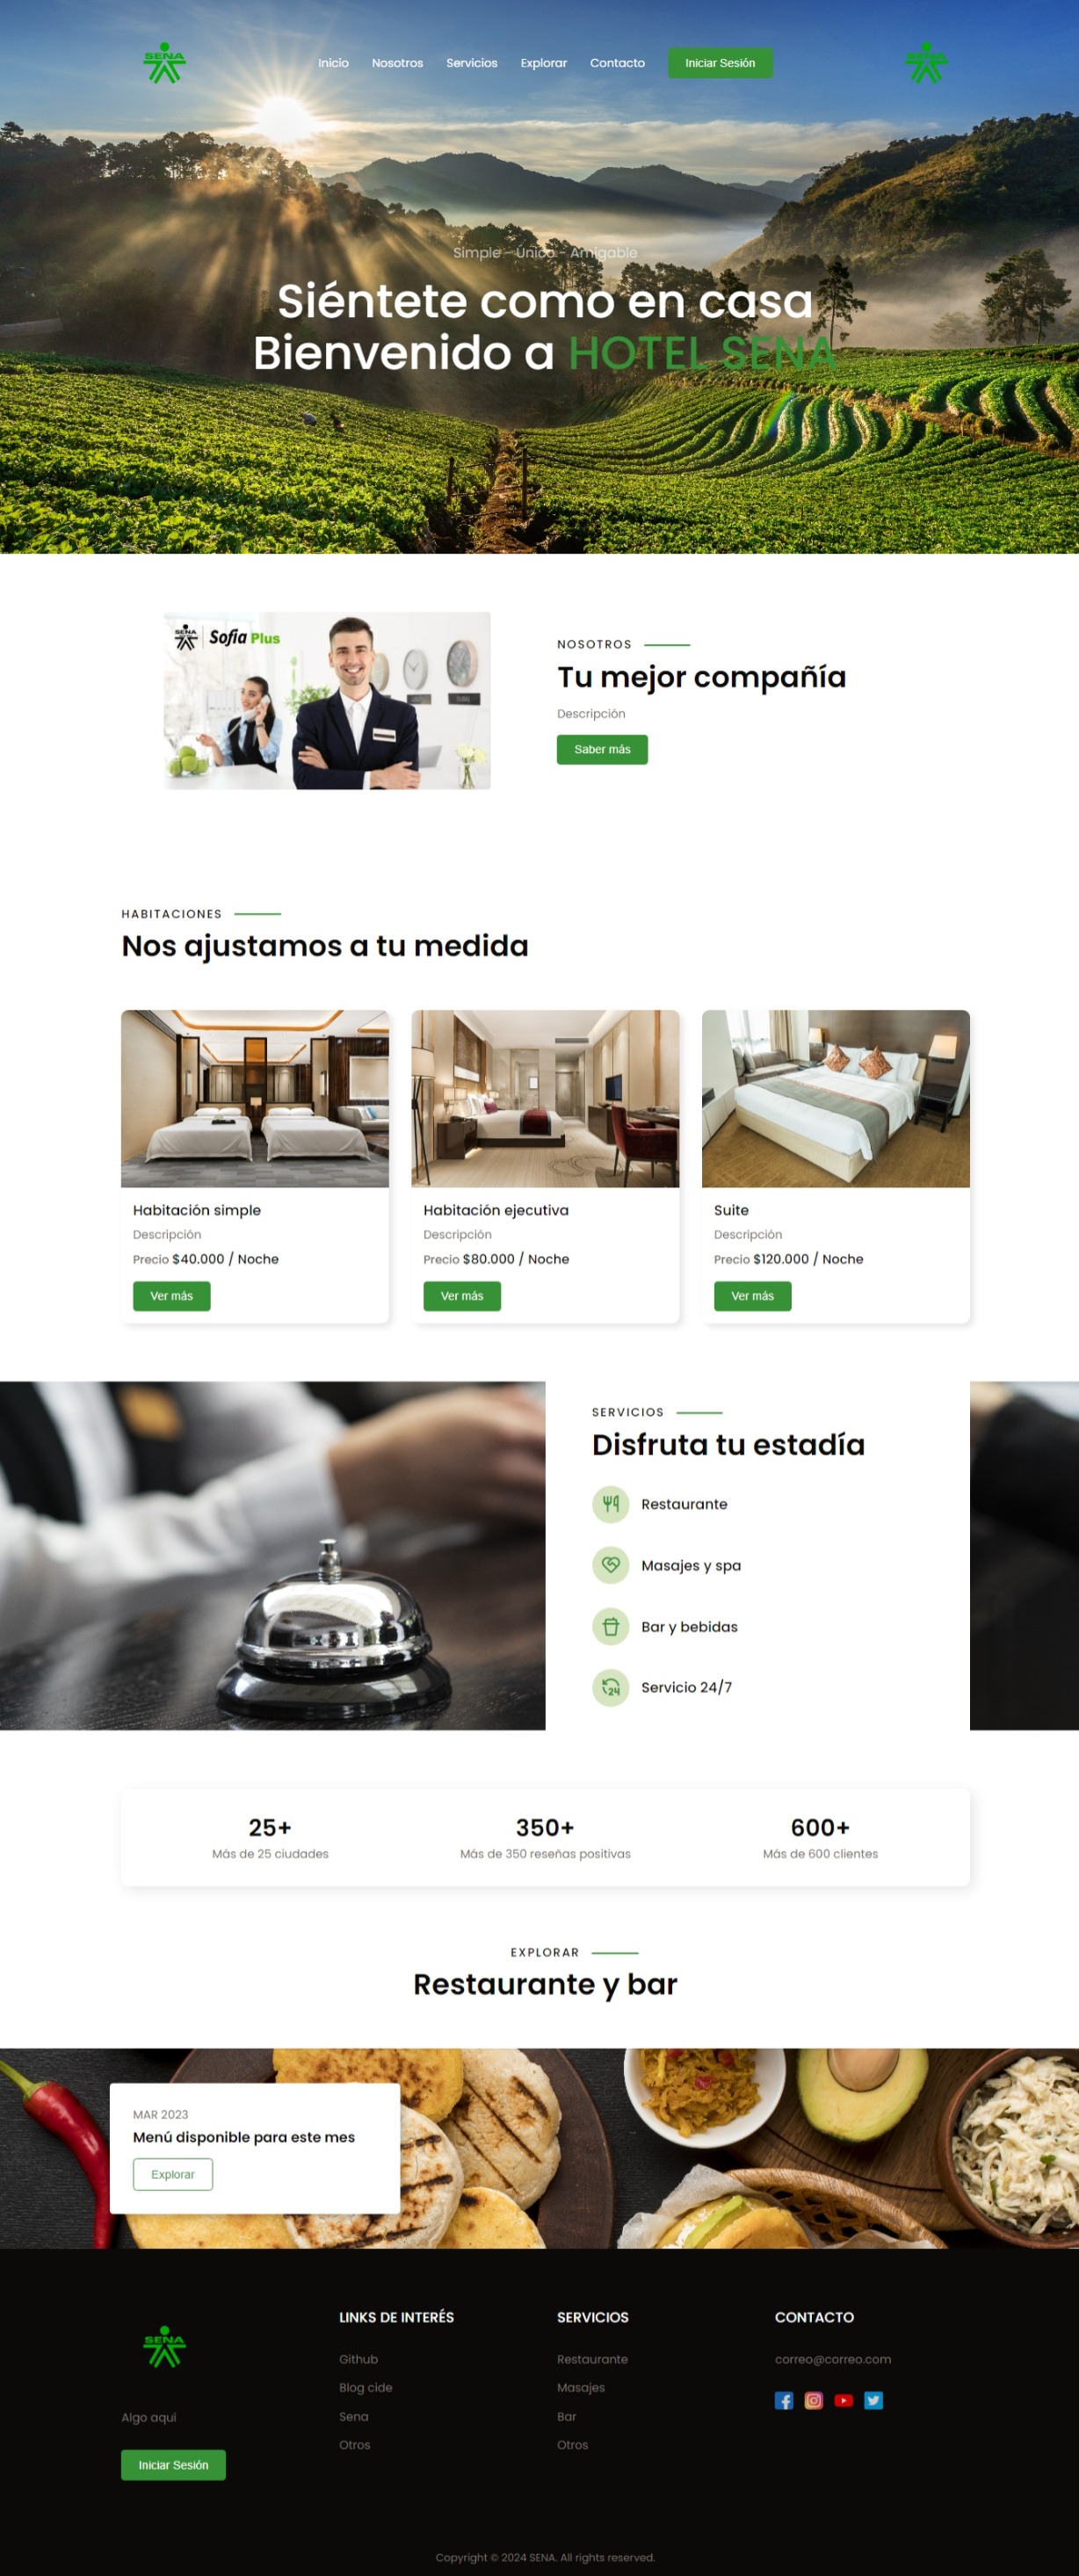 SENA
Inicio
Nosotros
Servicios
Explorar
Contacto
Iniciar Sesión
SENA
Simple - Único - Amigable
Siéntete como en casa
Bienvenido a HOTEL SENA
SENA
Sofia Plus
NOSOTROS
Tu mejor compañía
Descripción
Saber más
HABITACIONES
Nos ajustamos a tu medida
Habitación simple
Descripción
Precio $40.000 / Noche
Ver más
Habitación ejecutiva
Descripción
Precio $80.000 / Noche
Ver más
Suite
Descripción
Precio $120.000 / Noche
Ver más
SERVICIOS
Disfruta tu estadía
Restaurante
Masajes y spa
Bar y bebidas
24
Servicio 24/7
25+
Más de 25 ciudades
350+
Más de 350 reseñas positivas
600+
Más de 600 clientes
EXPLORAR
Restaurante y bar
MAR 2023
Menú disponible para este mes
Explorar
SENA
Algo aquí
Iniciar Sesión
LINKS DE INTERÉS
Github
Blog cide
Sena
Otros
SERVICIOS
Restaurante
Masajes
Bar
Otros
CONTACTO
correo@correo.com
Copyright © 2024 SENA. All rights reserved.